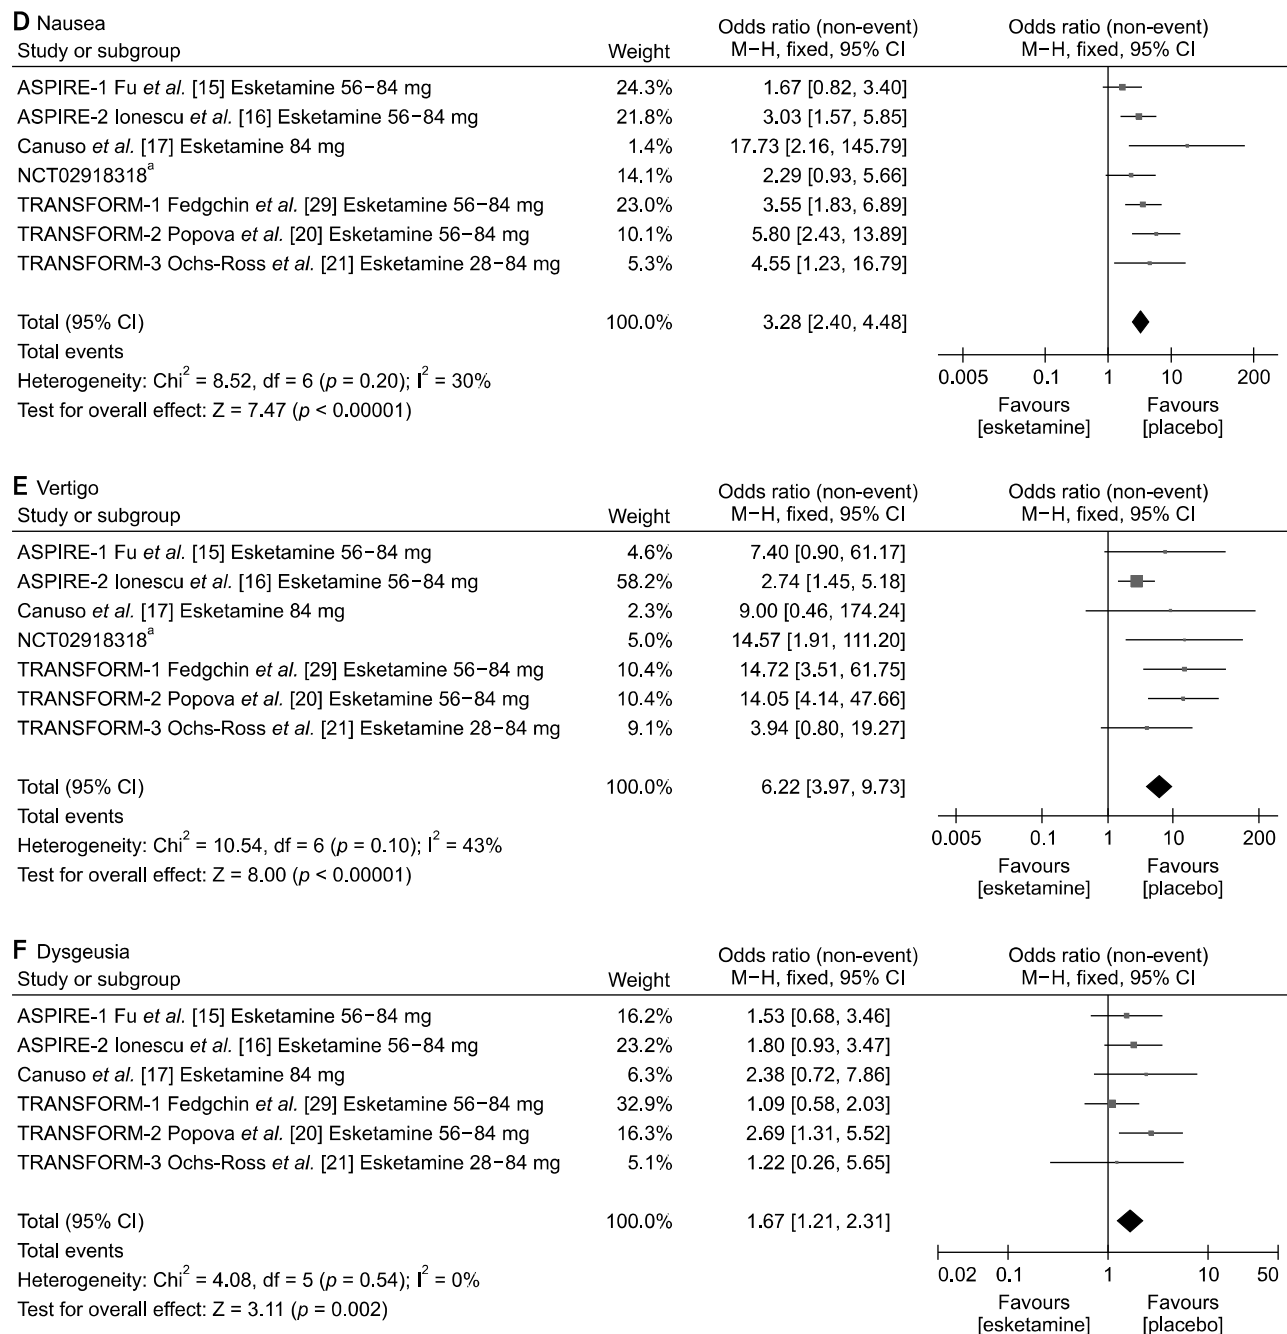 D Nausea
Odds ratio (non-event) Odds ratio (non-event)
Study or subgroup Weight M−H, fixed, 95% CI M−H, fixed, 95% CI
ASPIRE-1 Fu et al. [15] Esketamine 56−84 mg 24.3% 1.67 [0.82, 3.40]
ASPIRE-2 Ionescu et al. [16] Esketamine 56−84 mg 21.8% 3.03 [1.57, 5.85]
Canuso et al. [17] Esketamine 84 mg 1.4% 17.73 [2.16, 145.79]
NCT02918318ᵃ 14.1% 2.29 [0.93, 5.66]
TRANSFORM-1 Fedgchin et al. [29] Esketamine 56−84 mg 23.0% 3.55 [1.83, 6.89]
TRANSFORM-2 Popova et al. [20] Esketamine 56−84 mg 10.1% 5.80 [2.43, 13.89]
TRANSFORM-3 Ochs-Ross et al. [21] Esketamine 28−84 mg 5.3% 4.55 [1.23, 16.79]
Total (95% CI) 100.0% 3.28 [2.40, 4.48]
Total events
Heterogeneity: Chi² = 8.52, df = 6 (p = 0.20); I² = 30%
Test for overall effect: Z = 7.47 (p < 0.00001)
0.005 0.1 1 10 200
Favours Favours
[esketamine] [placebo]
E Vertigo
Odds ratio (non-event) Odds ratio (non-event)
Study or subgroup Weight M−H, fixed, 95% CI M−H, fixed, 95% CI
ASPIRE-1 Fu et al. [15] Esketamine 56−84 mg 4.6% 7.40 [0.90, 61.17]
ASPIRE-2 Ionescu et al. [16] Esketamine 56−84 mg 58.2% 2.74 [1.45, 5.18]
Canuso et al. [17] Esketamine 84 mg 2.3% 9.00 [0.46, 174.24]
NCT02918318ᵃ 5.0% 14.57 [1.91, 111.20]
TRANSFORM-1 Fedgchin et al. [29] Esketamine 56−84 mg 10.4% 14.72 [3.51, 61.75]
TRANSFORM-2 Popova et al. [20] Esketamine 56−84 mg 10.4% 14.05 [4.14, 47.66]
TRANSFORM-3 Ochs-Ross et al. [21] Esketamine 28−84 mg 9.1% 3.94 [0.80, 19.27]
Total (95% CI) 100.0% 6.22 [3.97, 9.73]
Total events
Heterogeneity: Chi² = 10.54, df = 6 (p = 0.10); I² = 43%
Test for overall effect: Z = 8.00 (p < 0.00001)
0.005 0.1 1 10 200
Favours Favours
[esketamine] [placebo]
F Dysgeusia
Odds ratio (non-event) Odds ratio (non-event)
Study or subgroup Weight M−H, fixed, 95% CI M−H, fixed, 95% CI
ASPIRE-1 Fu et al. [15] Esketamine 56−84 mg 16.2% 1.53 [0.68, 3.46]
ASPIRE-2 Ionescu et al. [16] Esketamine 56−84 mg 23.2% 1.80 [0.93, 3.47]
Canuso et al. [17] Esketamine 84 mg 6.3% 2.38 [0.72, 7.86]
TRANSFORM-1 Fedgchin et al. [29] Esketamine 56−84 mg 32.9% 1.09 [0.58, 2.03]
TRANSFORM-2 Popova et al. [20] Esketamine 56−84 mg 16.3% 2.69 [1.31, 5.52]
TRANSFORM-3 Ochs-Ross et al. [21] Esketamine 28−84 mg 5.1% 1.22 [0.26, 5.65]
Total (95% CI) 100.0% 1.67 [1.21, 2.31]
Total events
Heterogeneity: Chi² = 4.08, df = 5 (p = 0.54); I² = 0%
Test for overall effect: Z = 3.11 (p = 0.002)
0.02 0.1 1 10 50
Favours Favours
[esketamine] [placebo]